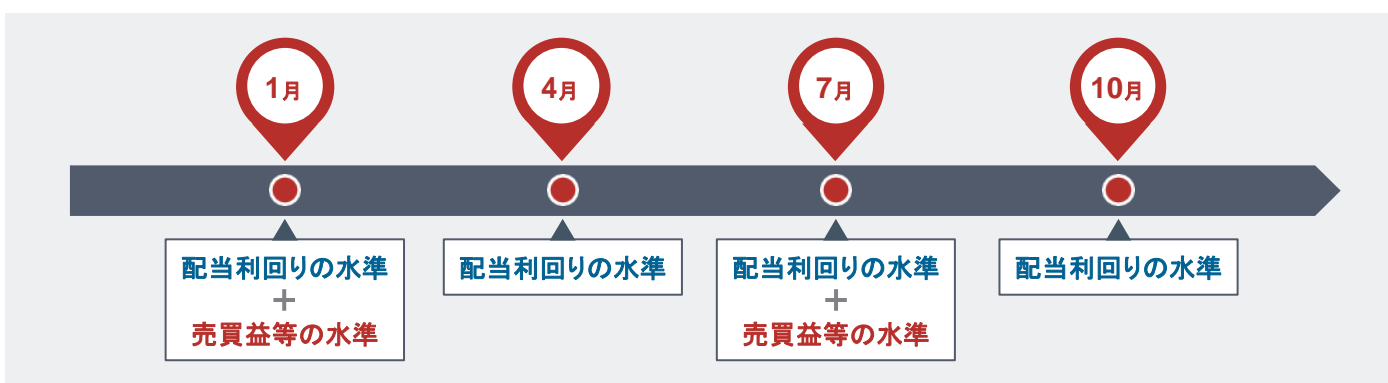 1月
4月
7月
10月
配当利回りの水準
+
売買益等の水準
配当利回りの水準
配当利回りの水準
+
売買益等の水準
配当利回りの水準